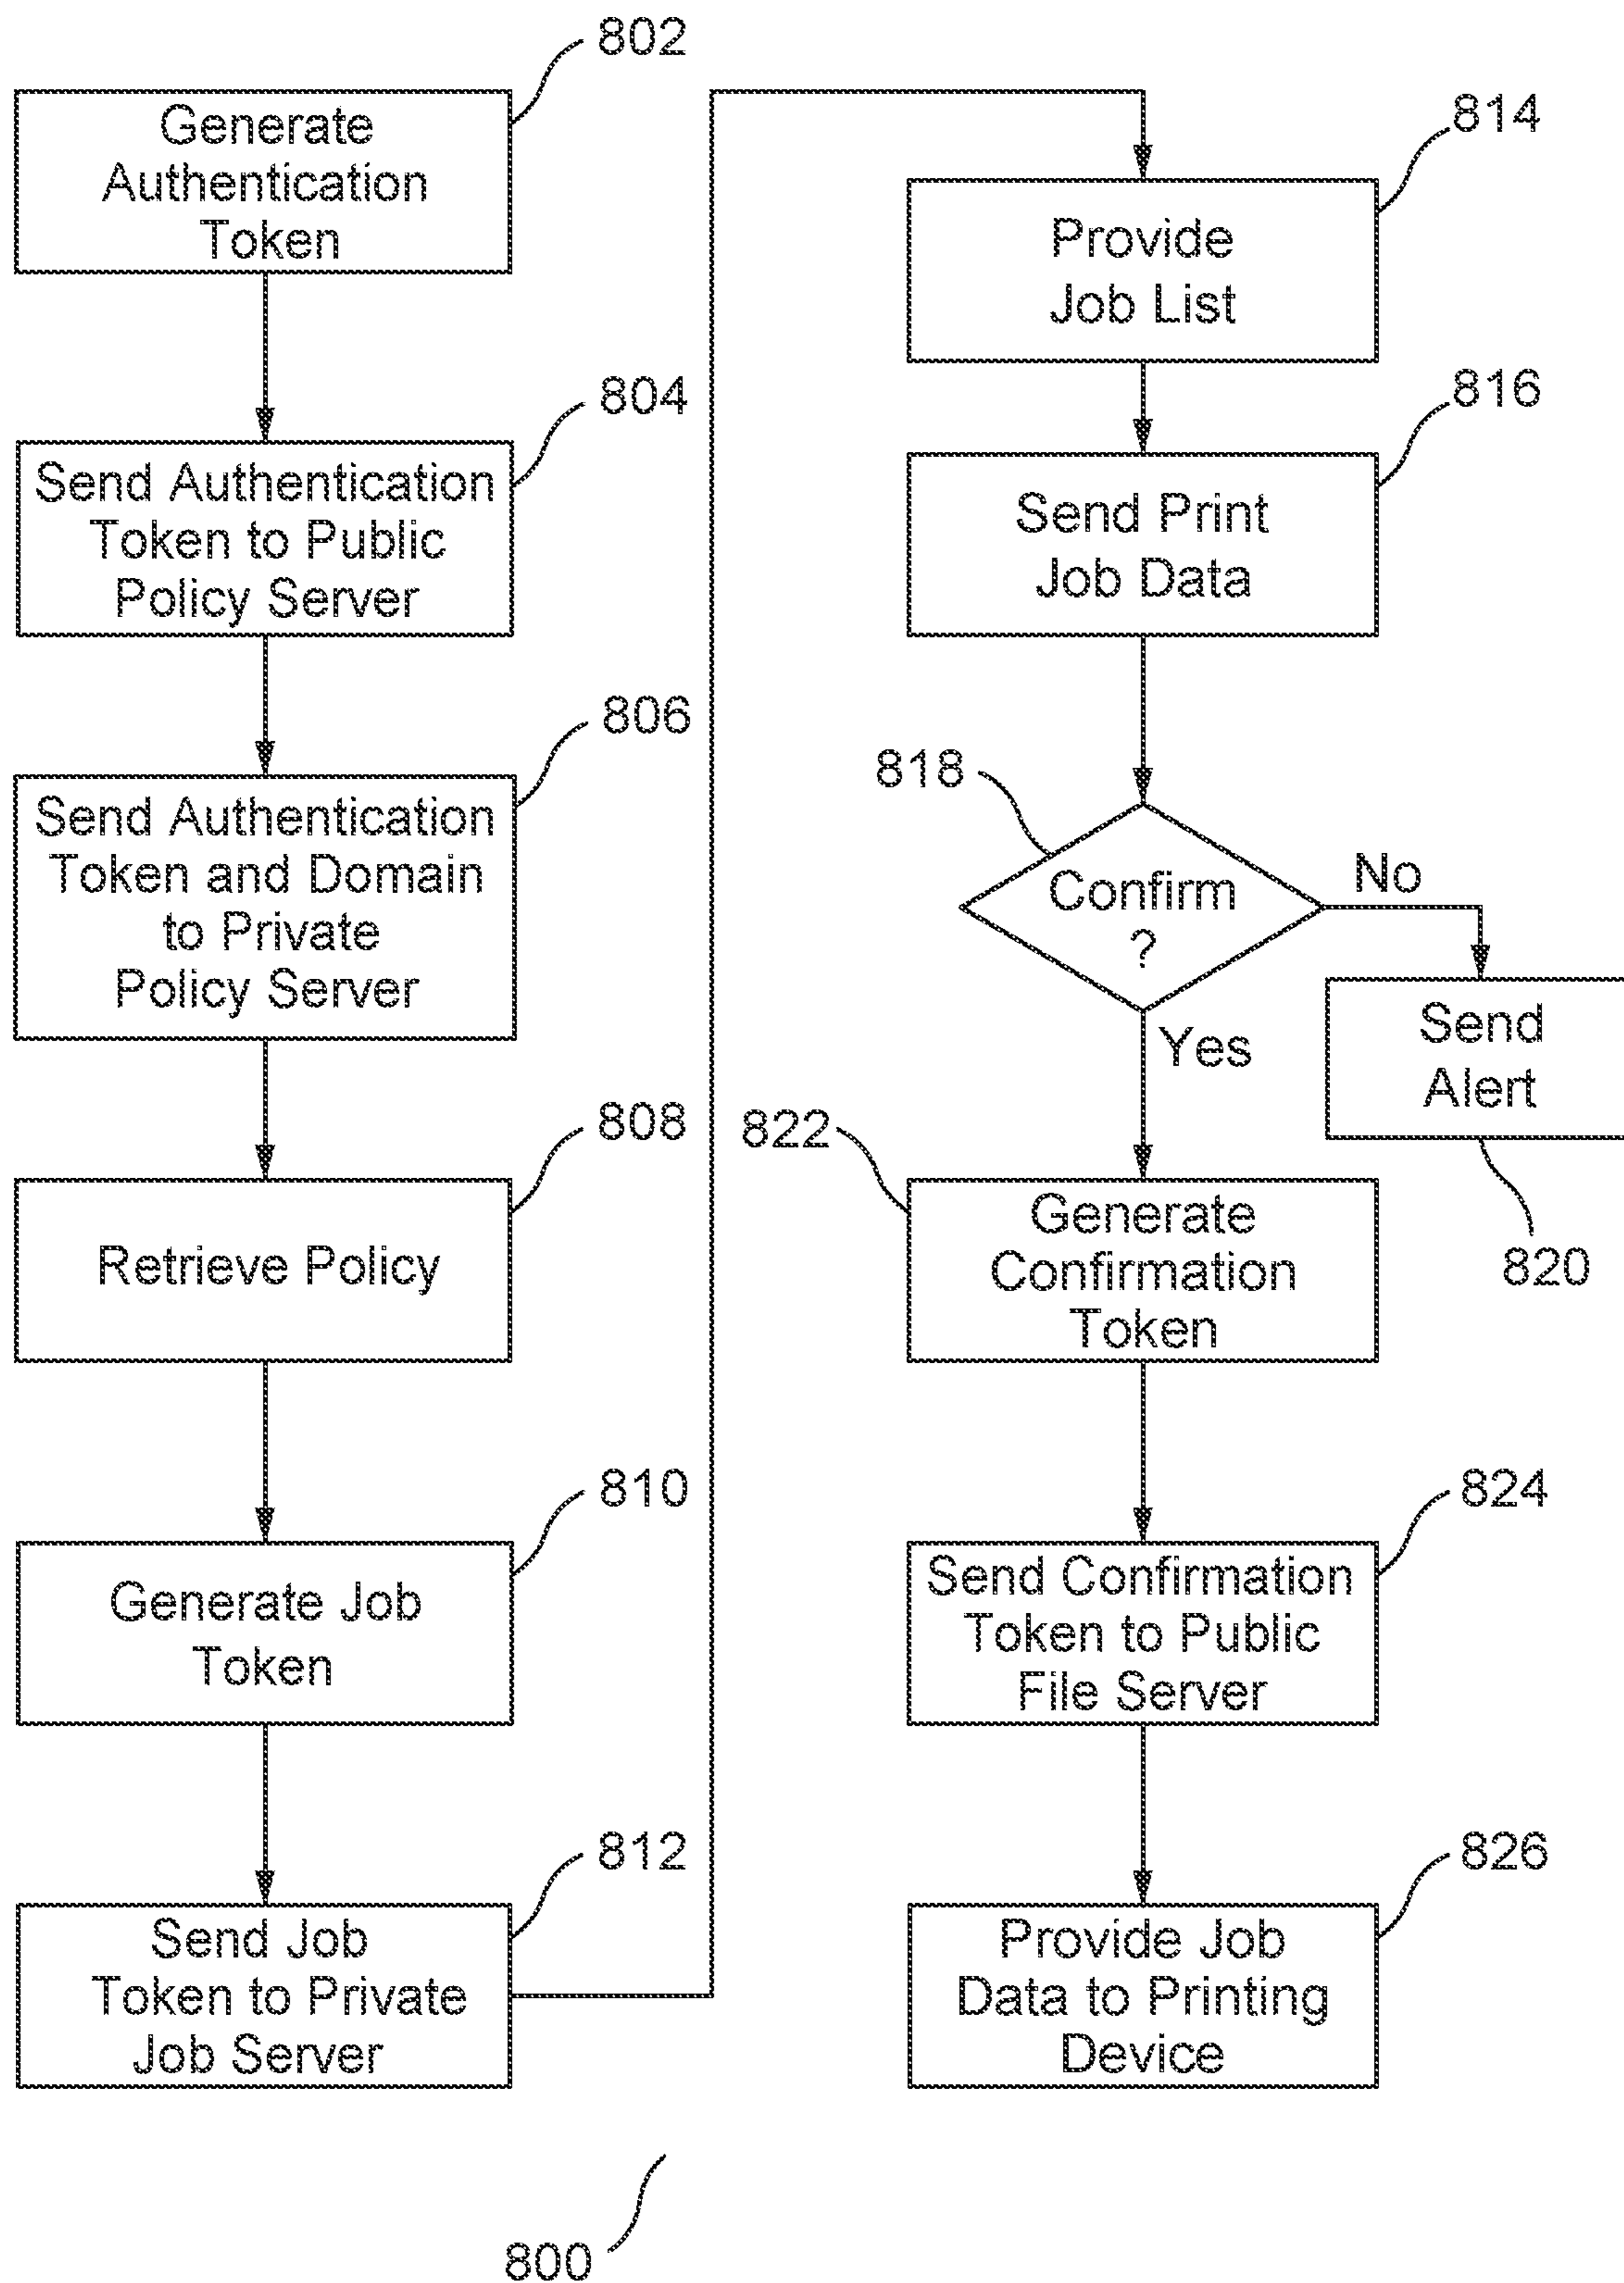 802
Generate
Authentication
Token
804
Send Authentication
Token to Public
Policy Server
806
Send Authentication
Token and Domain
to Private
Policy Server
808
Retrieve Policy
810
Generate Job
Token
812
Send Job
Token to Private
Job Server
814
Provide
Job List
816
Send Print
Job Data
818
Confirm
?
No
Yes
Send
Alert
820
822
Generate
Confirmation
Token
824
Send Confirmation
Token to Public
File Server
826
Provide Job
Data to Printing
Device
800